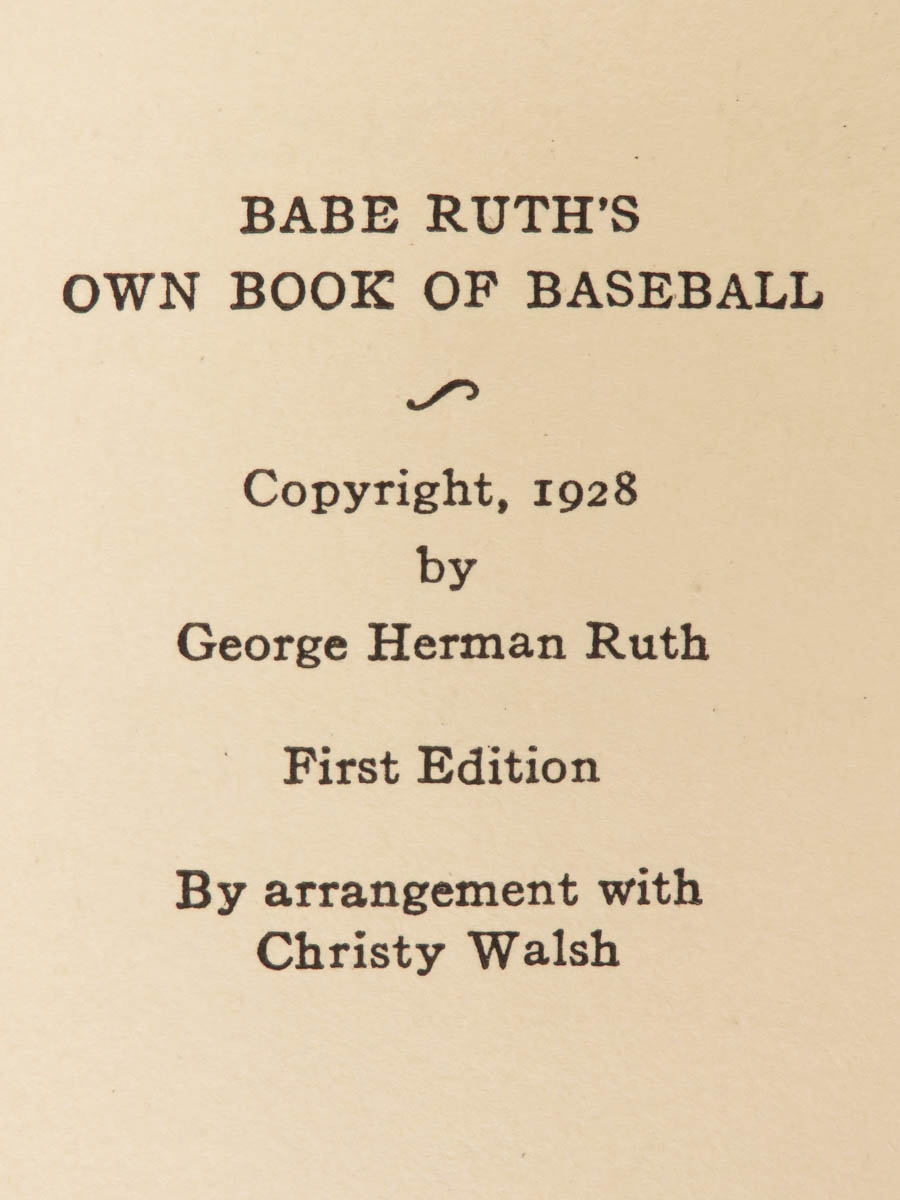 BABE RUTH'S
OWN BOOK OF BASEBALL
Copyright, 1928
by
George Herman Ruth
First Edition
By arrangement with
Christy Walsh